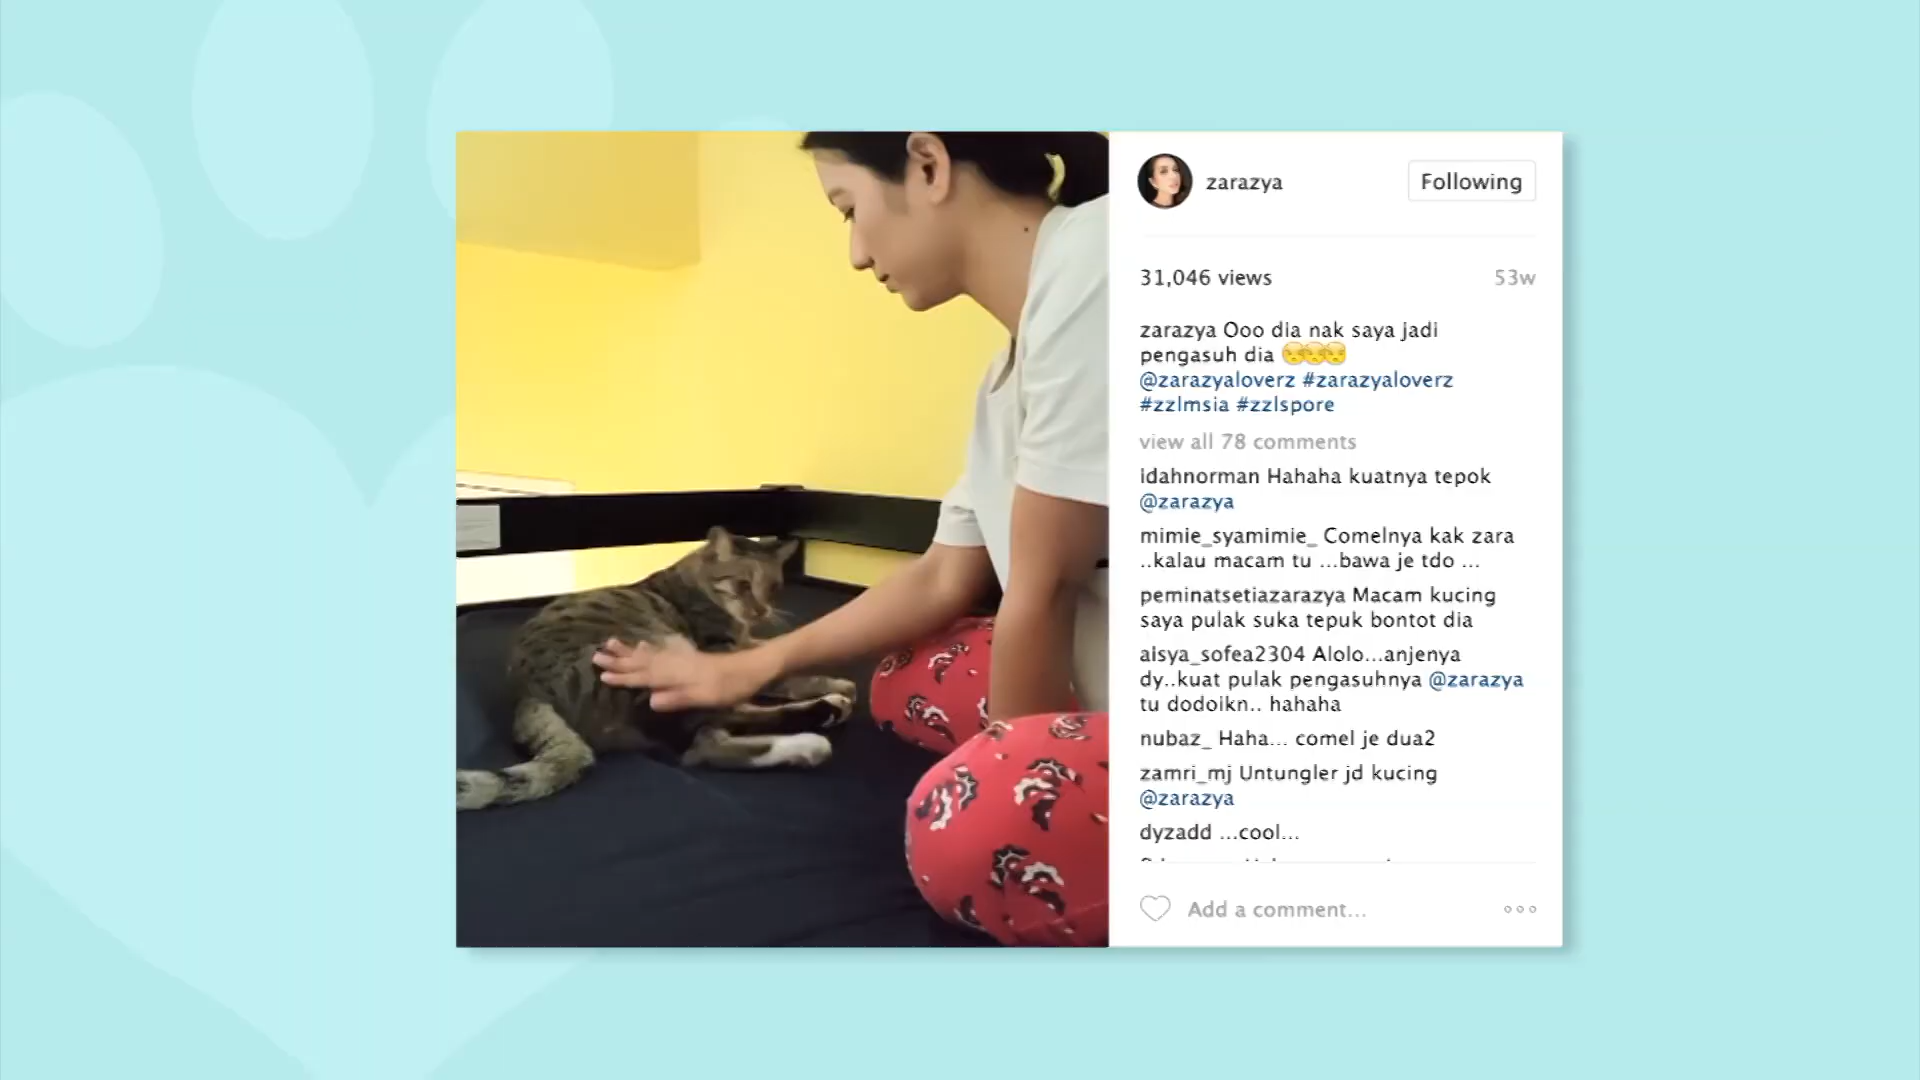 zarazya
Following
31,046 views
53w
zarazya Ooo dia nak saya jadi
pengasuh dia
@zarazyaloverz #zarazyaloverz
#zzlmsia #zzlspore
view all 78 comments
idahnorman Hahaha kuatnya tepok
@zarazya
mimie_syamimie_ Comelnya kak zara
..kalau macam tu ...bawa je tdo ...
peminatsetiazarazya Macam kucing
saya pulak suka tepuk bontot dia
alsya_sofea2304 Alolo...anjenya
dy..kuat pulak pengasuhnya @zarazya
tu dodoikn.. hahaha
nubaz_ Haha... comel je dua2
zamri_mj Untungler jd kucing
@zarazya
dyzadd ...cool...
Add a comment...